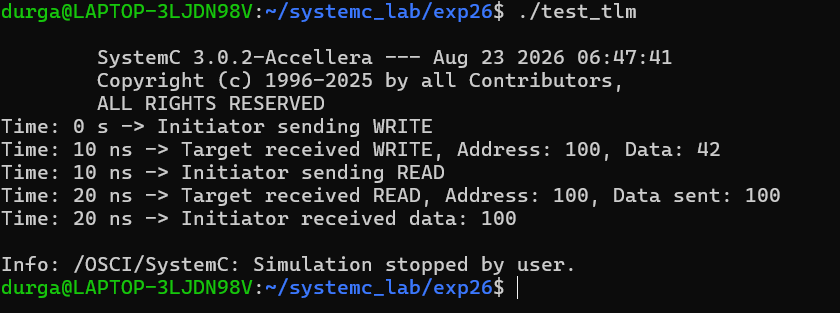 durga@LAPTOP-3LJDN98V:~/systemc_lab/exp26$ ./test_tlm
SystemC 3.0.2-Accellera --- Aug 23 2026 06:47:41
Copyright (c) 1996-2025 by all Contributors,
ALL RIGHTS RESERVED
Time: 0 s -> Initiator sending WRITE
Time: 10 ns -> Target received WRITE, Address: 100, Data: 42
Time: 10 ns -> Initiator sending READ
Time: 20 ns -> Target received READ, Address: 100, Data sent: 100
Time: 20 ns -> Initiator received data: 100
Info: /OSCI/SystemC: Simulation stopped by user.
durga@LAPTOP-3LJDN98V:~/systemc_lab/exp26$